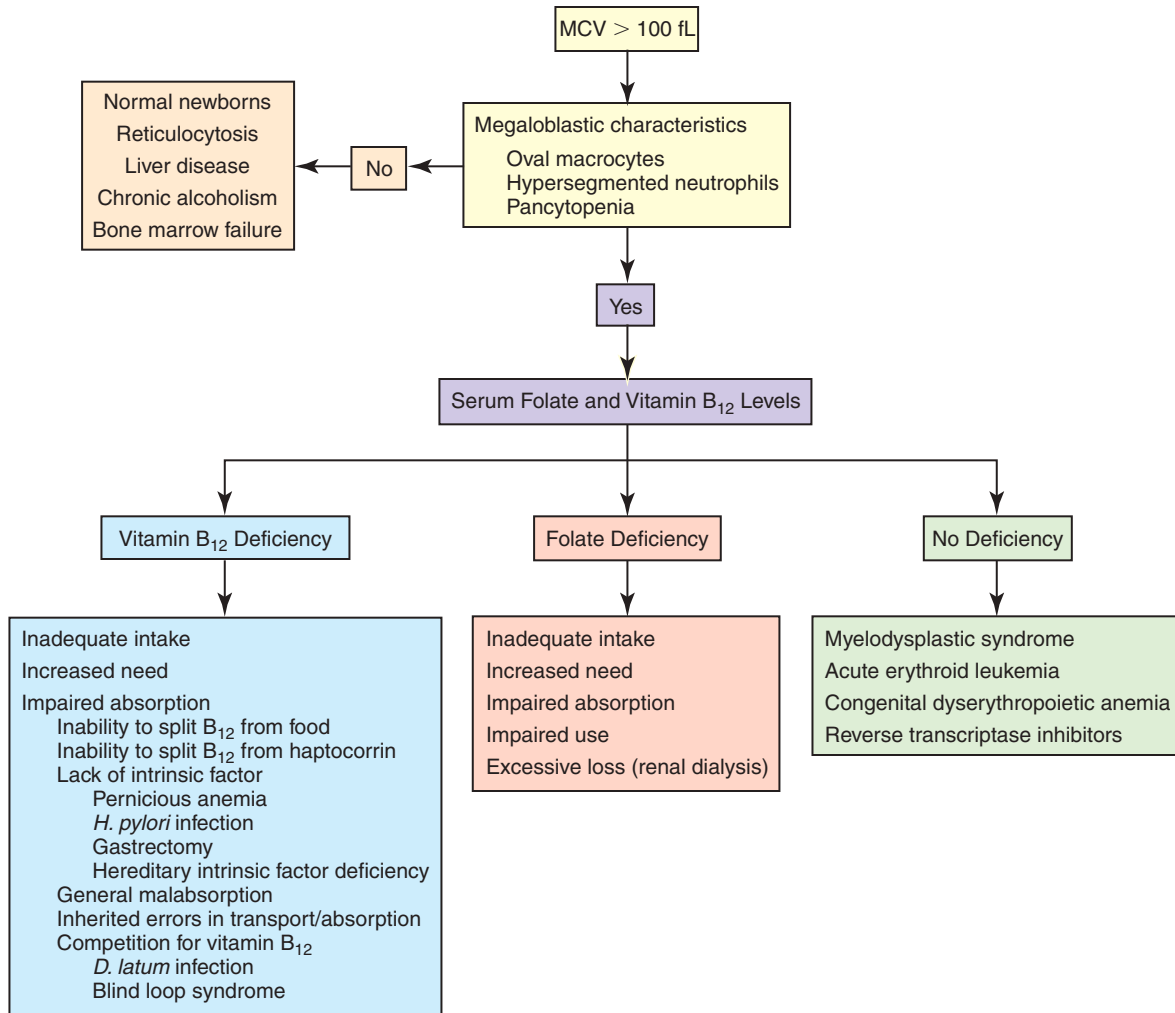 MCV > 100 fL
Normal newborns
Reticulocytosis
Liver disease
Chronic alcoholism
Bone marrow failure
No
Megaloblastic characteristics
Oval macrocytes
Hypersegmented neutrophils
Pancytopenia
Yes
Serum Folate and Vitamin B12 Levels
Vitamin B12 Deficiency
Folate Deficiency
No Deficiency
Inadequate intake
Increased need
Impaired absorption
Inability to split B12 from food
Inability to split B12 from haptocorrin
Lack of intrinsic factor
Pernicious anemia
H. pylori infection
Gastrectomy
Hereditary intrinsic factor deficiency
General malabsorption
Inherited errors in transport/absorption
Competition for vitamin B12
D. latum infection
Blind loop syndrome
Inadequate intake
Increased need
Impaired absorption
Impaired use
Excessive loss (renal dialysis)
Myelodysplastic syndrome
Acute erythroid leukemia
Congenital dyserythropoietic anemia
Reverse transcriptase inhibitors